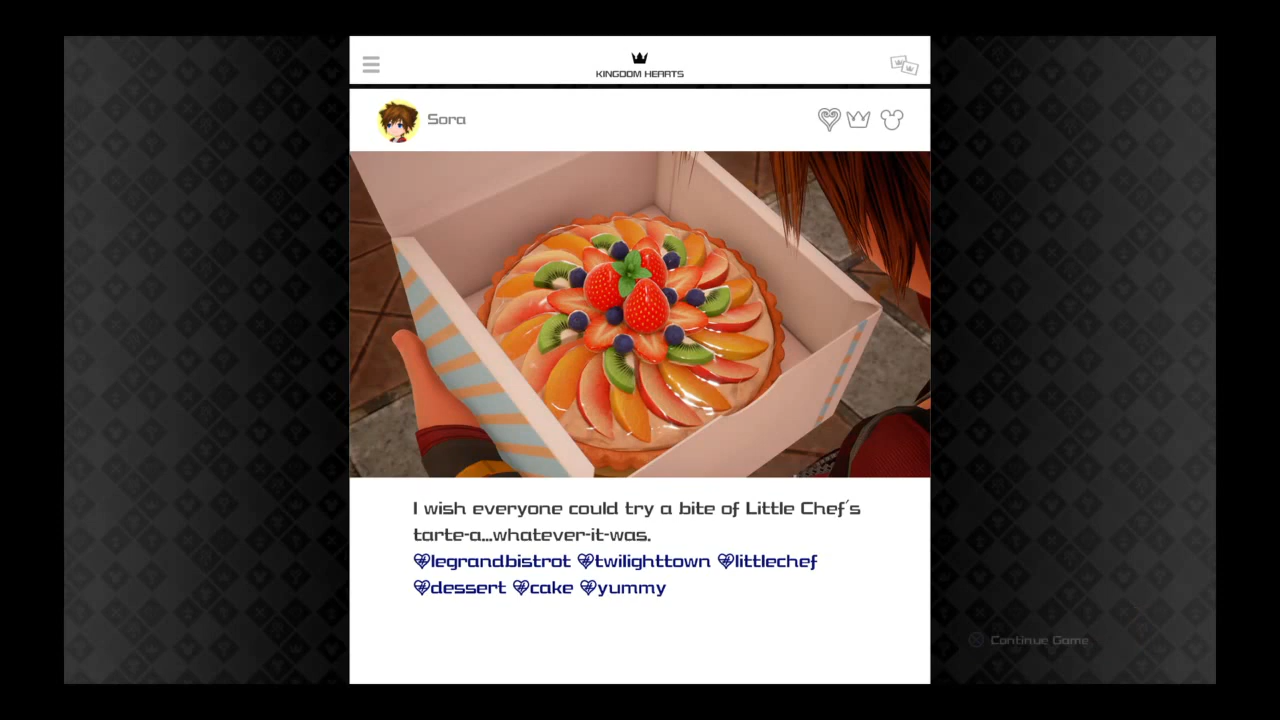 KINGDOM HEARTS
Sora
I wish everyone could try a bite of Little Chef's
tarte-a...whatever-it-was.
legrandbistrot twilighttown littlechef
dessert cake yummy
Continue Game